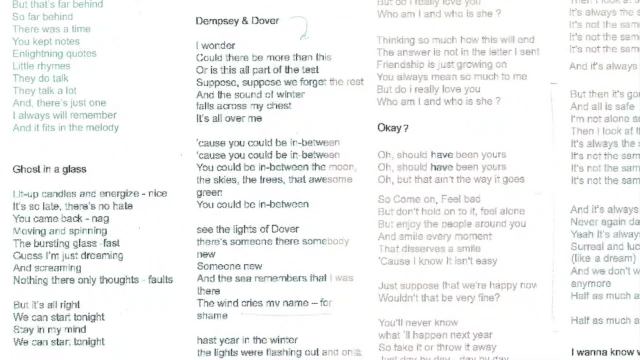 But that's far behind
So far behind
There was a time
You kept notes
Enlightning quotes
Little rhymes
They do talk
They talk a lot
And, there's just one
I always will remember
And it fits in the melody
Ghost in a glass
Lit-up candles and energize - nice
It's so late, there's no hate
You came back - nag
Moving and spinning
The bursting glass -fast
Guess I'm just dreaming
And screaming
Nothing there only thoughts - faults
But it's all right
We can start tonight
Stay in my mind
We can start tonight
Dempsey & Dover
I wonder
Could there be more than this
Or is this all part of the test
Suppose, suppose we forget the rest
And the sound of winter
falls across my chest
It's all over me
'cause you could be in-between
'cause you could be in-between
You could be in-between the moon,
the skies, the trees, that awesome
green
You could be in-between
see the lights of Dover
there's someone there somebody
new
Someone new
And the sea remembers that I was
there
The wind cries my name – for
shame
hast year in the winter
the lights were flashing out and one
But do I really love you
Who am I and who is she ?
Thinking so much how this will end
The answer is not in the letter I sent
Friendship is just growing on
You always mean so much to me
But do I really love you
Who am I and who is she ?
Okay?
Oh, should have been yours
Oh, should have been yours
Oh, but that ain't the way it goes
So Come on, Feel bad
But don't hold on to it, feel alone
But enjoy the people around you
And smile every moment
That disserves a smile
'Cause I know it isn't easy
Just suppose that we're happy now
Wouldn't that be very fine?
You'll never know
what 'll happen next year
So take it or throw it away
Just day by day - day by day
Then I look at
It's always me
It's not the sam
It's not the sam
It's not the sam
And it's always
But then it's go
And all is safe
I'm not alone
Then I look at t
It's always the
It's not the sam
It's not the sam
It's not the sam
And it's always
Never again da
Yeah It's alway
Surreal and luc
(like a dream)
And we don't w
anymore
Half as much a
Half as much a
I wanna know